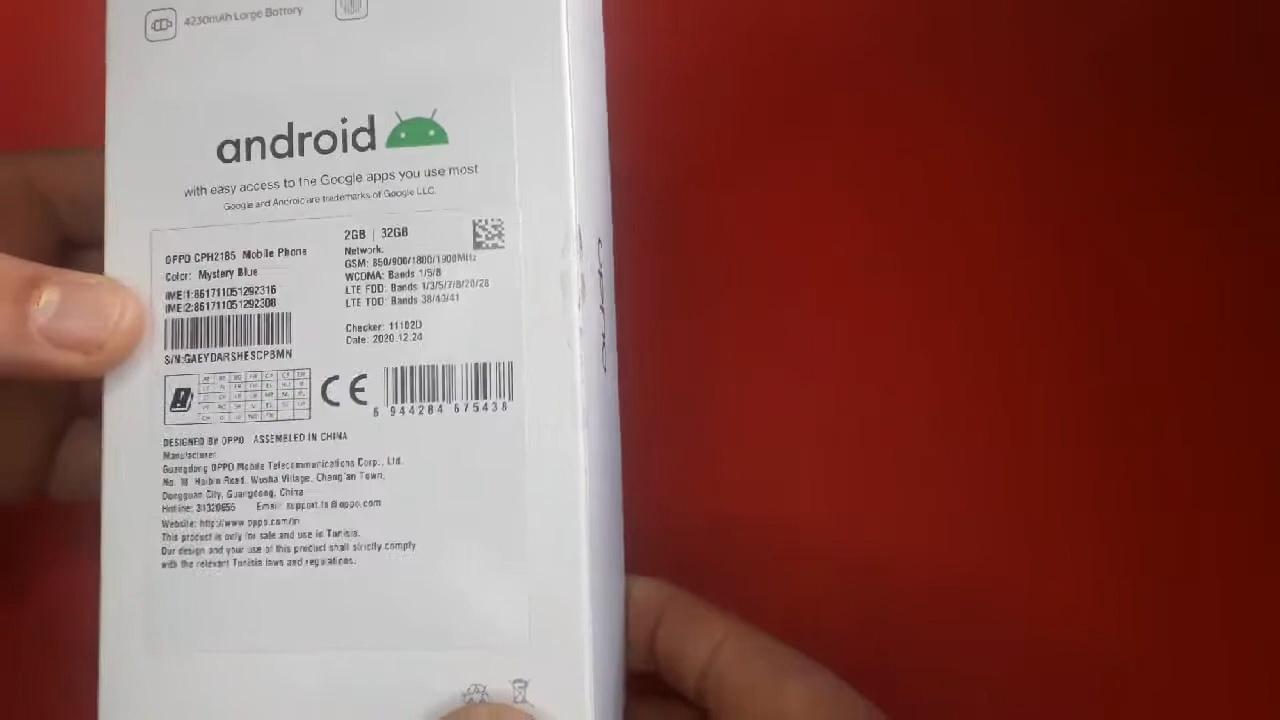 4230mAh Large Battery
android
with easy access to the Google apps you use most
Google and Android are trademarks of Google LLC.
OPPO CPH2185 Mobile Phone
Color: Mystery Blue
IMEI1:861711051292316
IMEI2:861711051292308
S/N:GAEYDARSHESCPBMN
2GB | 32GB
Network:
GSM: 850/900/1800/1900MHz
WCDMA: Bands 1/5/8
LTE FDD: Bands 1/3/5/7/8/20/28
LTE TDD: Bands 38/40/41
Checker: 11102D
Date: 2020.12.24
CE
6 944284 675438
DESIGNED BY OPPO ASSEMBLED IN CHINA
Manufacturer:
Guangdong OPPO Mobile Telecommunications Corp., Ltd.
No. 18 Haibin Road, Wusha Village, Chang'an Town,
Dongguan City, Guangdong, China
Hotline: 31320655 Email: support.tn@oppo.com
Website: http://www.oppo.com/tn
This product is only for sale and use in Tunisia.
Our design and your use of this product shall strictly comply
with the relevant Tunisia laws and regulations.
oppo